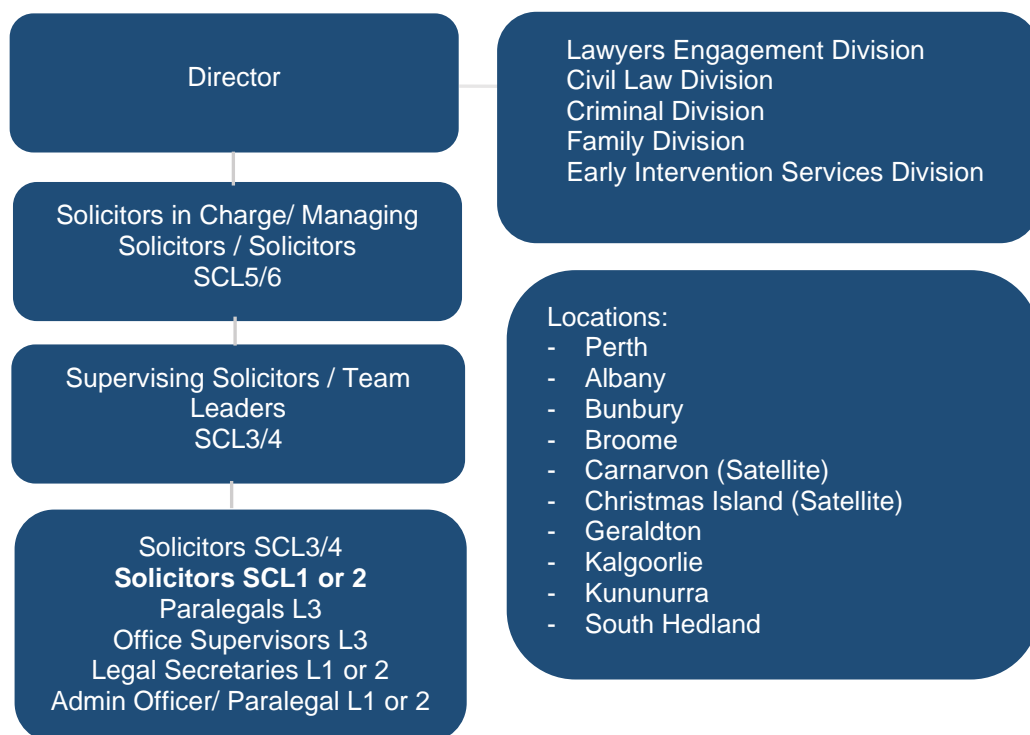 Director
Lawyers Engagement Division
Civil Law Division
Criminal Division
Family Division
Early Intervention Services Division
Solicitors in Charge/ Managing
Solicitors / Solicitors
SCL5/6
Supervising Solicitors / Team
Leaders
SCL3/4
Solicitors SCL3/4
Solicitors SCL1 or 2
Paralegals L3
Office Supervisors L3
Legal Secretaries L1 or 2
Admin Officer/ Paralegal L1 or 2
Locations:
- Perth
- Albany
- Bunbury
- Broome
- Carnarvon (Satellite)
- Christmas Island (Satellite)
- Geraldton
- Kalgoorlie
- Kununurra
- South Hedland